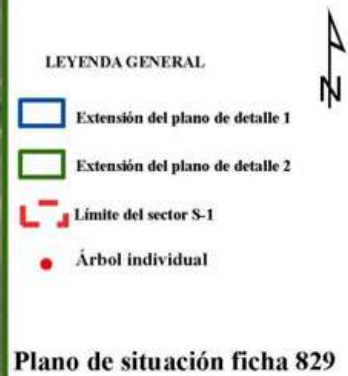 N
LEYENDA GENERAL
Extensión del plano de detalle 1
Extensión del plano de detalle 2
Límite del sector S-1
Árbol individual
Plano de situación ficha 829